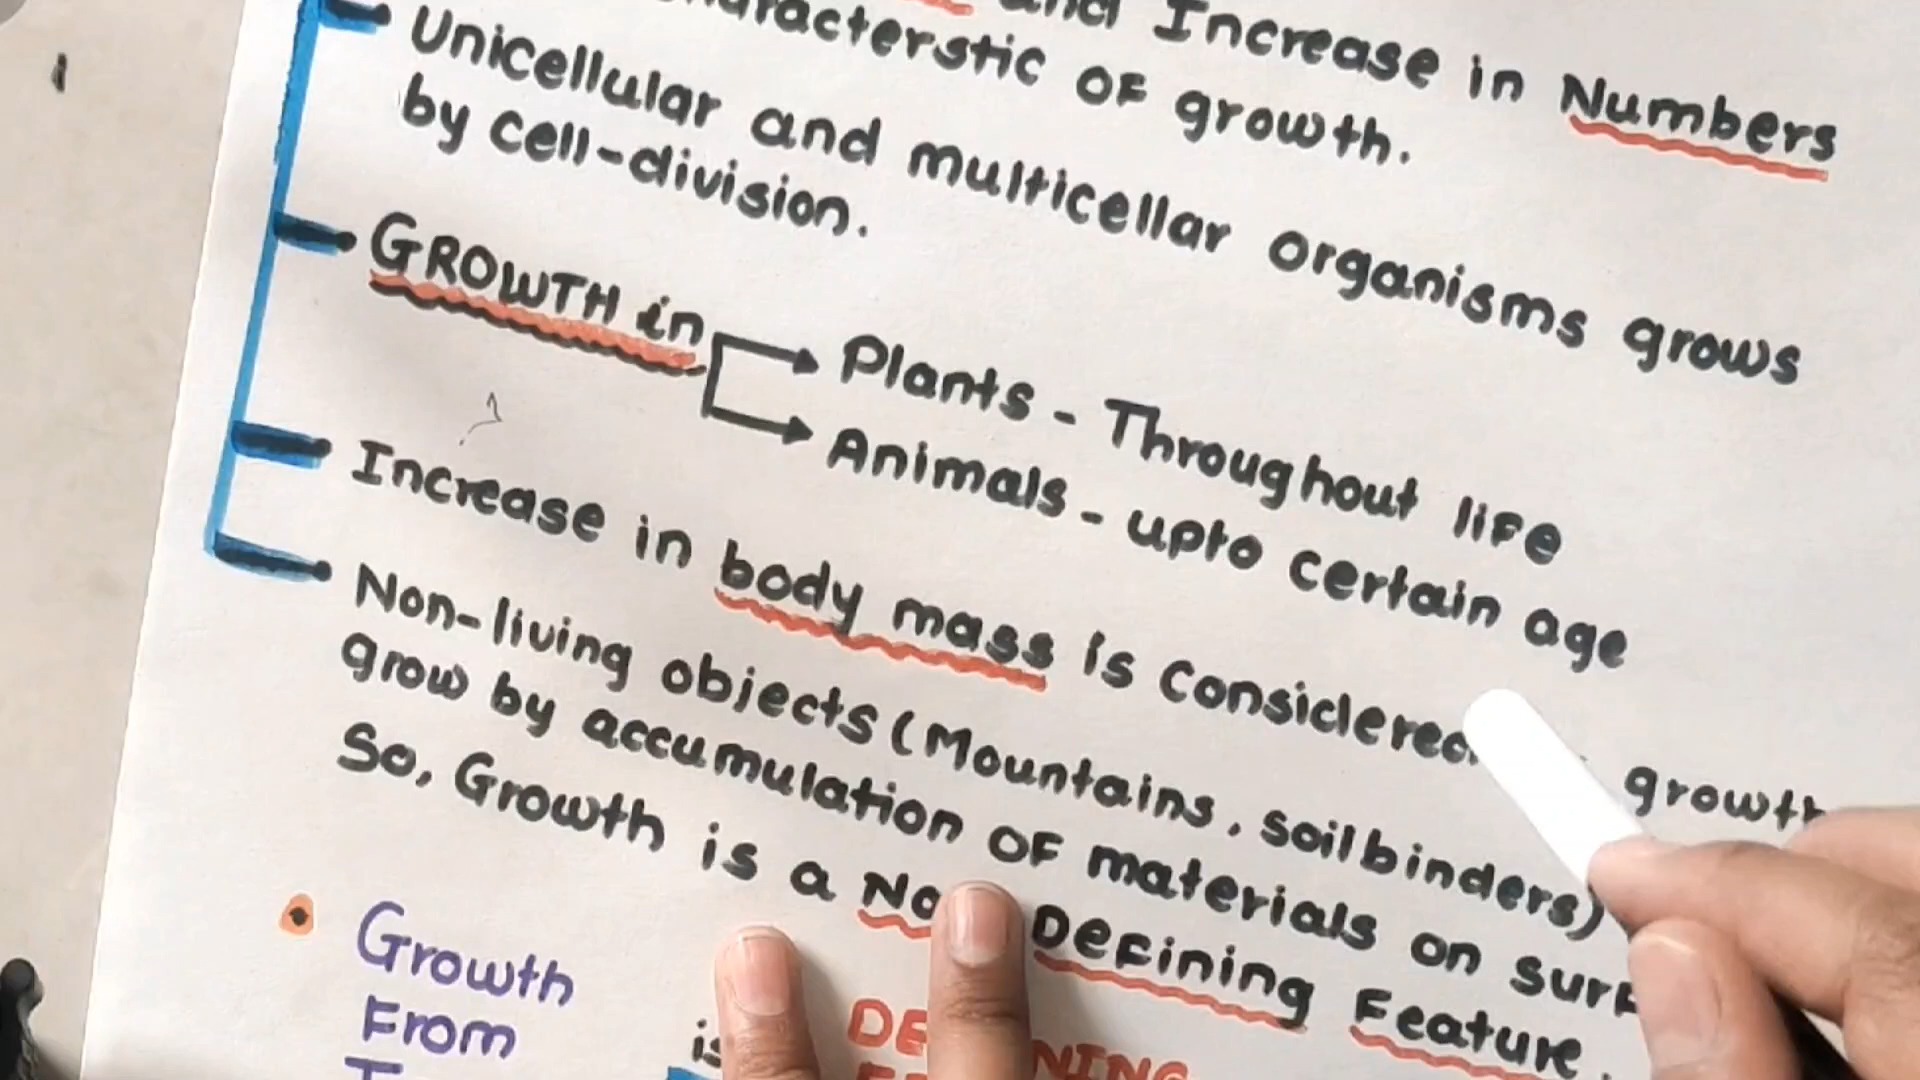 and Increase in Numbers
characterstic of growth.
Unicellular and multicellar organisms grows
by cell-division.
GROWTH in
Plants - Throughout life
Animals - upto certain age
Increase in body mass is Considered growth
Non-living objects (Mountains, soilbinders)
grow by accumulation of materials on surf
So, Growth is a No Defining Feature.
Growth
From
is